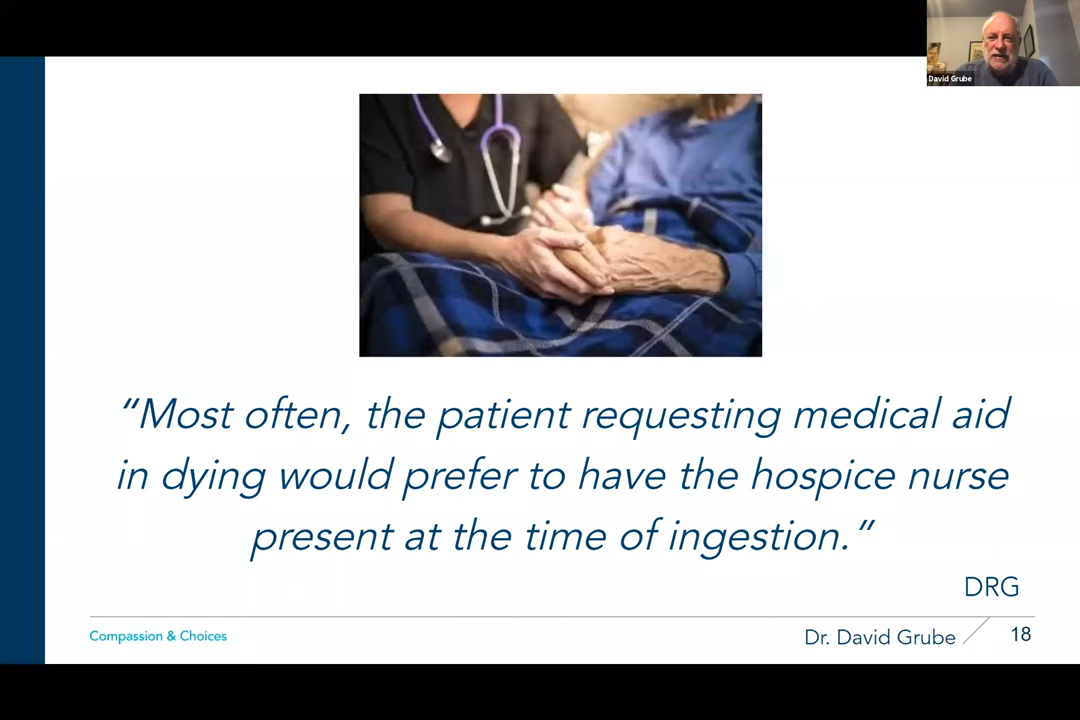 David Grube
“Most often, the patient requesting medical aid
in dying would prefer to have the hospice nurse
present at the time of ingestion.”
DRG
Compassion & Choices
Dr. David Grube
18